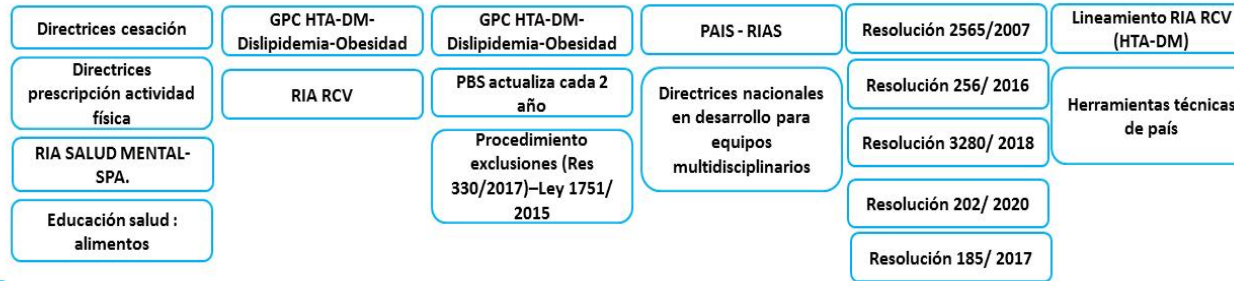 Directrices cesación
Directrices
prescripción actividad
física
RIA SALUD MENTAL-
SPA.
Educación salud :
alimentos
GPC HTA-DM-
Dislipidemia-Obesidad
RIA RCV
GPC HTA-DM-
Dislipidemia-Obesidad
PBS actualiza cada 2
año
Procedimiento
exclusiones (Res
330/2017)–Ley 1751/
2015
PAIS - RIAS
Directrices nacionales
en desarrollo para
equipos
multidisciplinarios
Resolución 2565/2007
Resolución 256/ 2016
Resolución 3280/ 2018
Resolución 202/ 2020
Resolución 185/ 2017
Lineamiento RIA RCV
(HTA-DM)
Herramientas técnicas
de país